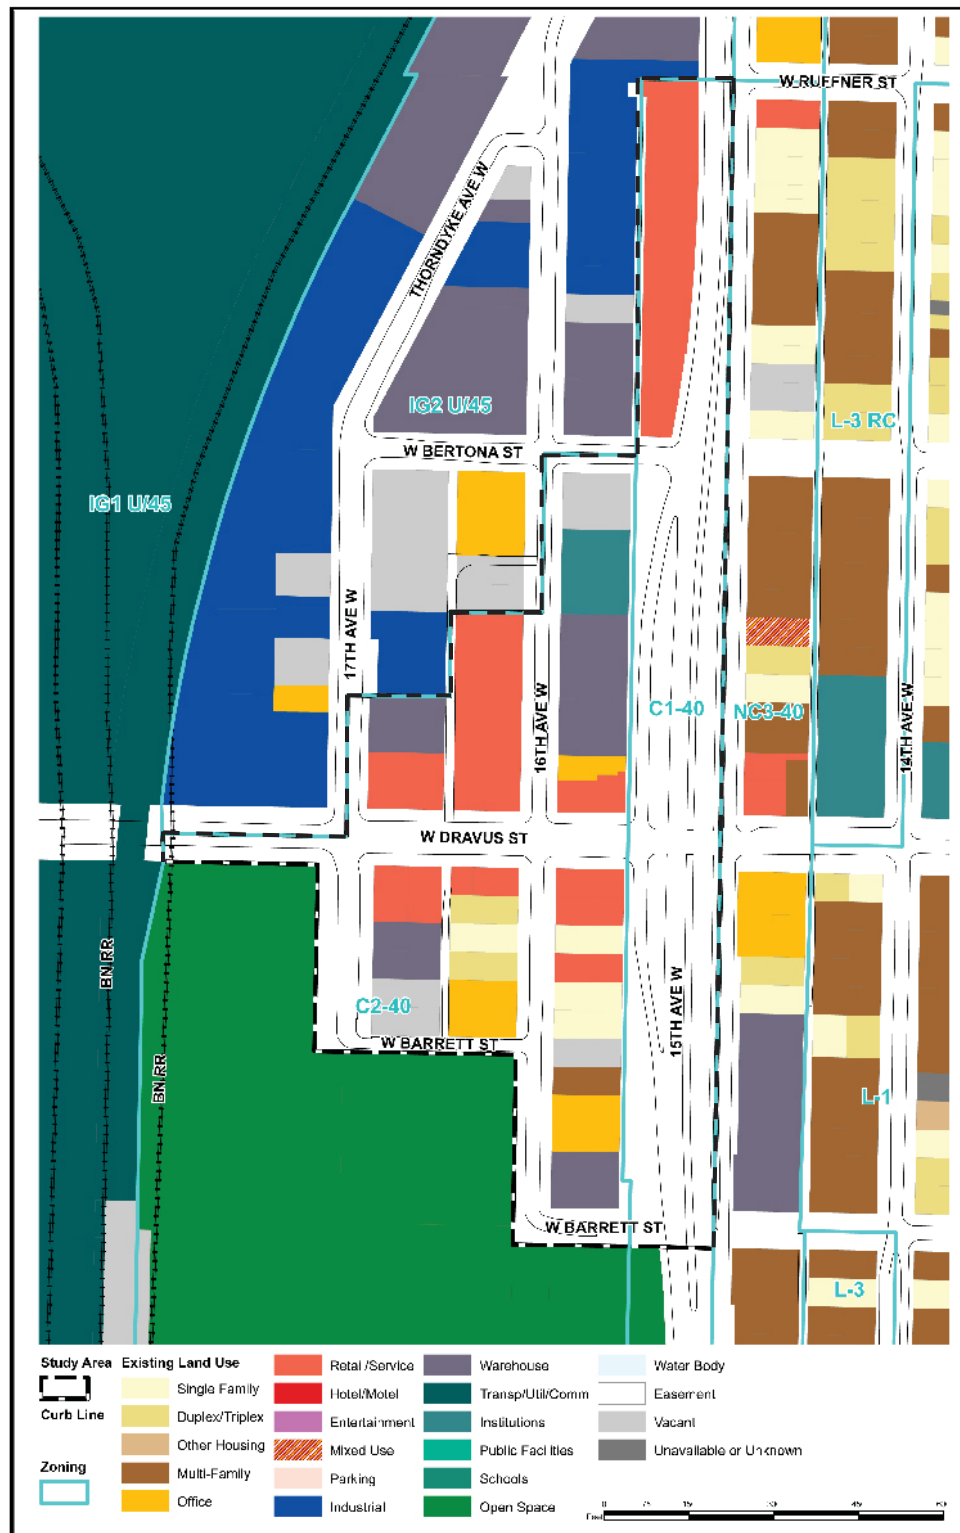 W RUFFNER ST
THORNDYKE AVE W
IG2 U/45
L-3 RC
W BERTONA ST
IG1 U/45
17TH AVE W
16TH AVE W
C1-40
NC3-40
14TH AVE W
W DRAVUS ST
BN RR
C2-40
15TH AVE W
W BARRETT ST
BN RR
L-1
W BARRETT ST
L-3
Study Area
Curb Line
Zoning
Existing Land Use
Single Family
Duplex/Triplex
Other Housing
Multi-Family
Office
Retail/Service
Hotel/Motel
Entertainment
Mixed Use
Parking
Industrial
Warehouse
Transp/Util/Comm
Institutions
Public Facilities
Schools
Open Space
Water Body
Easement
Vacant
Unavailable or Unknown
Feet
0